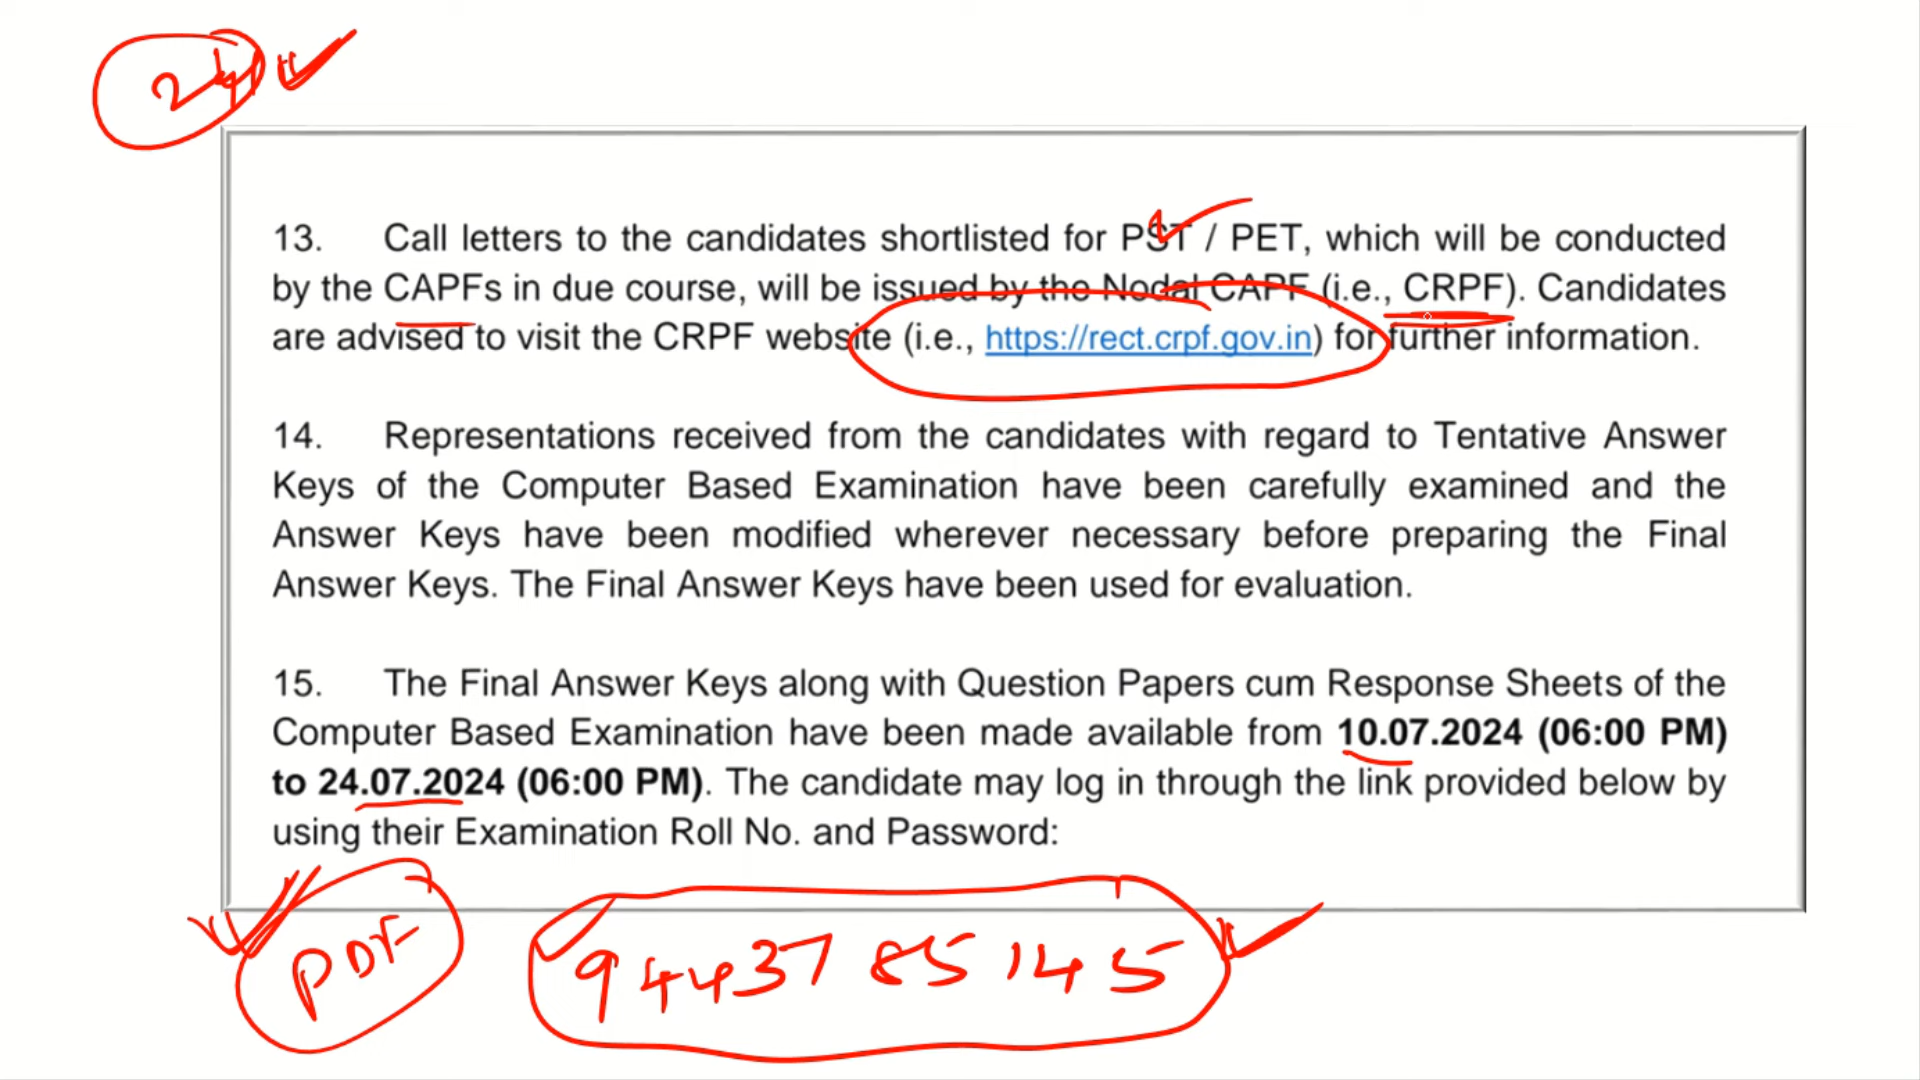 24
13. Call letters to the candidates shortlisted for PST / PET, which will be conducted
by the CAPFs in due course, will be issued by the Nodal CAPF (i.e., CRPF). Candidates
are advised to visit the CRPF website (i.e., https://rect.crpf.gov.in) for further information.
14. Representations received from the candidates with regard to Tentative Answer
Keys of the Computer Based Examination have been carefully examined and the
Answer Keys have been modified wherever necessary before preparing the Final
Answer Keys. The Final Answer Keys have been used for evaluation.
15. The Final Answer Keys along with Question Papers cum Response Sheets of the
Computer Based Examination have been made available from 10.07.2024 (06:00 PM)
to 24.07.2024 (06:00 PM). The candidate may log in through the link provided below by
using their Examination Roll No. and Password:
PDF
94437 85145